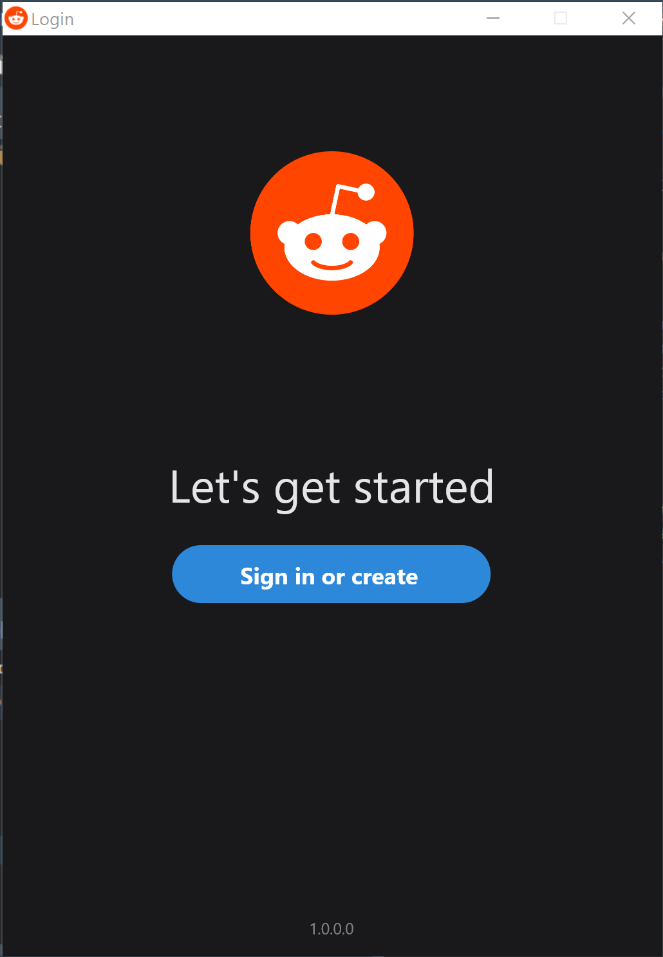 Login
Let's get started
Sign in or create
1.0.0.0